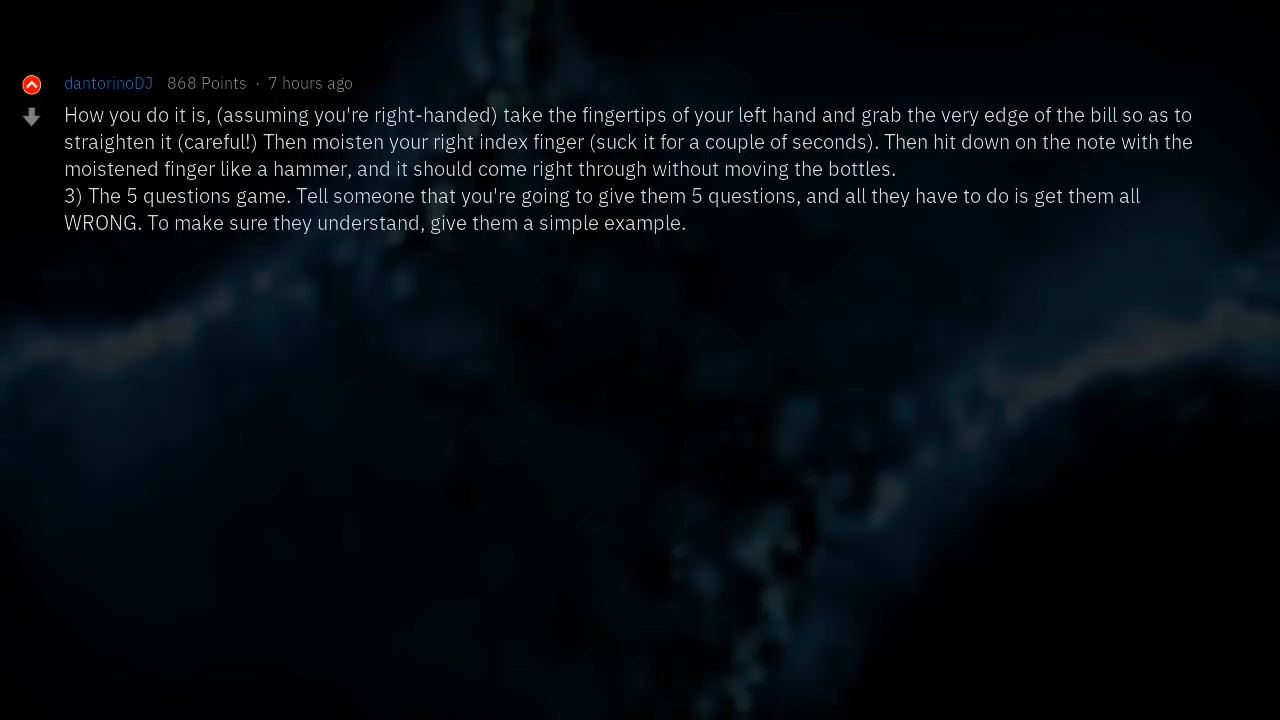 dantorinoDJ 868 Points · 7 hours ago
How you do it is, (assuming you're right-handed) take the fingertips of your left hand and grab the very edge of the bill so as to
straighten it (careful!) Then moisten your right index finger (suck it for a couple of seconds). Then hit down on the note with the
moistened finger like a hammer, and it should come right through without moving the bottles.
3) The 5 questions game. Tell someone that you're going to give them 5 questions, and all they have to do is get them all
WRONG. To make sure they understand, give them a simple example.